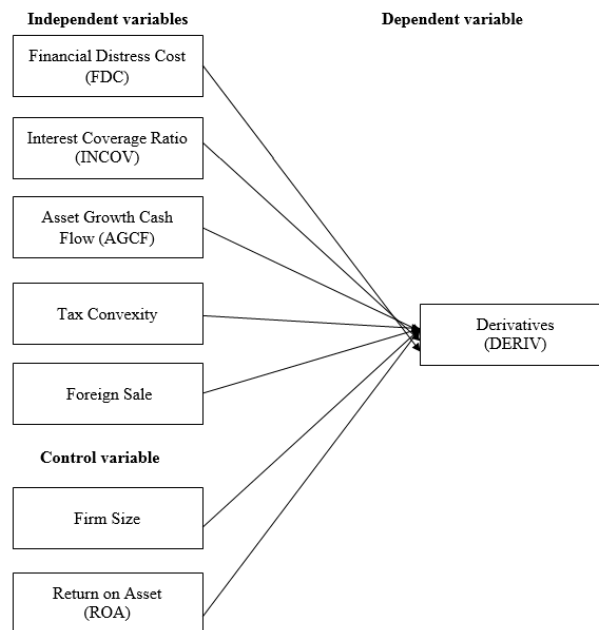 Independent variables
Dependent variable
Financial Distress Cost
(FDC)
Interest Coverage Ratio
(INCOV)
Asset Growth Cash
Flow (AGCF)
Tax Convexity
Foreign Sale
Control variable
Firm Size
Return on Asset
(ROA)
Derivatives
(DERIV)